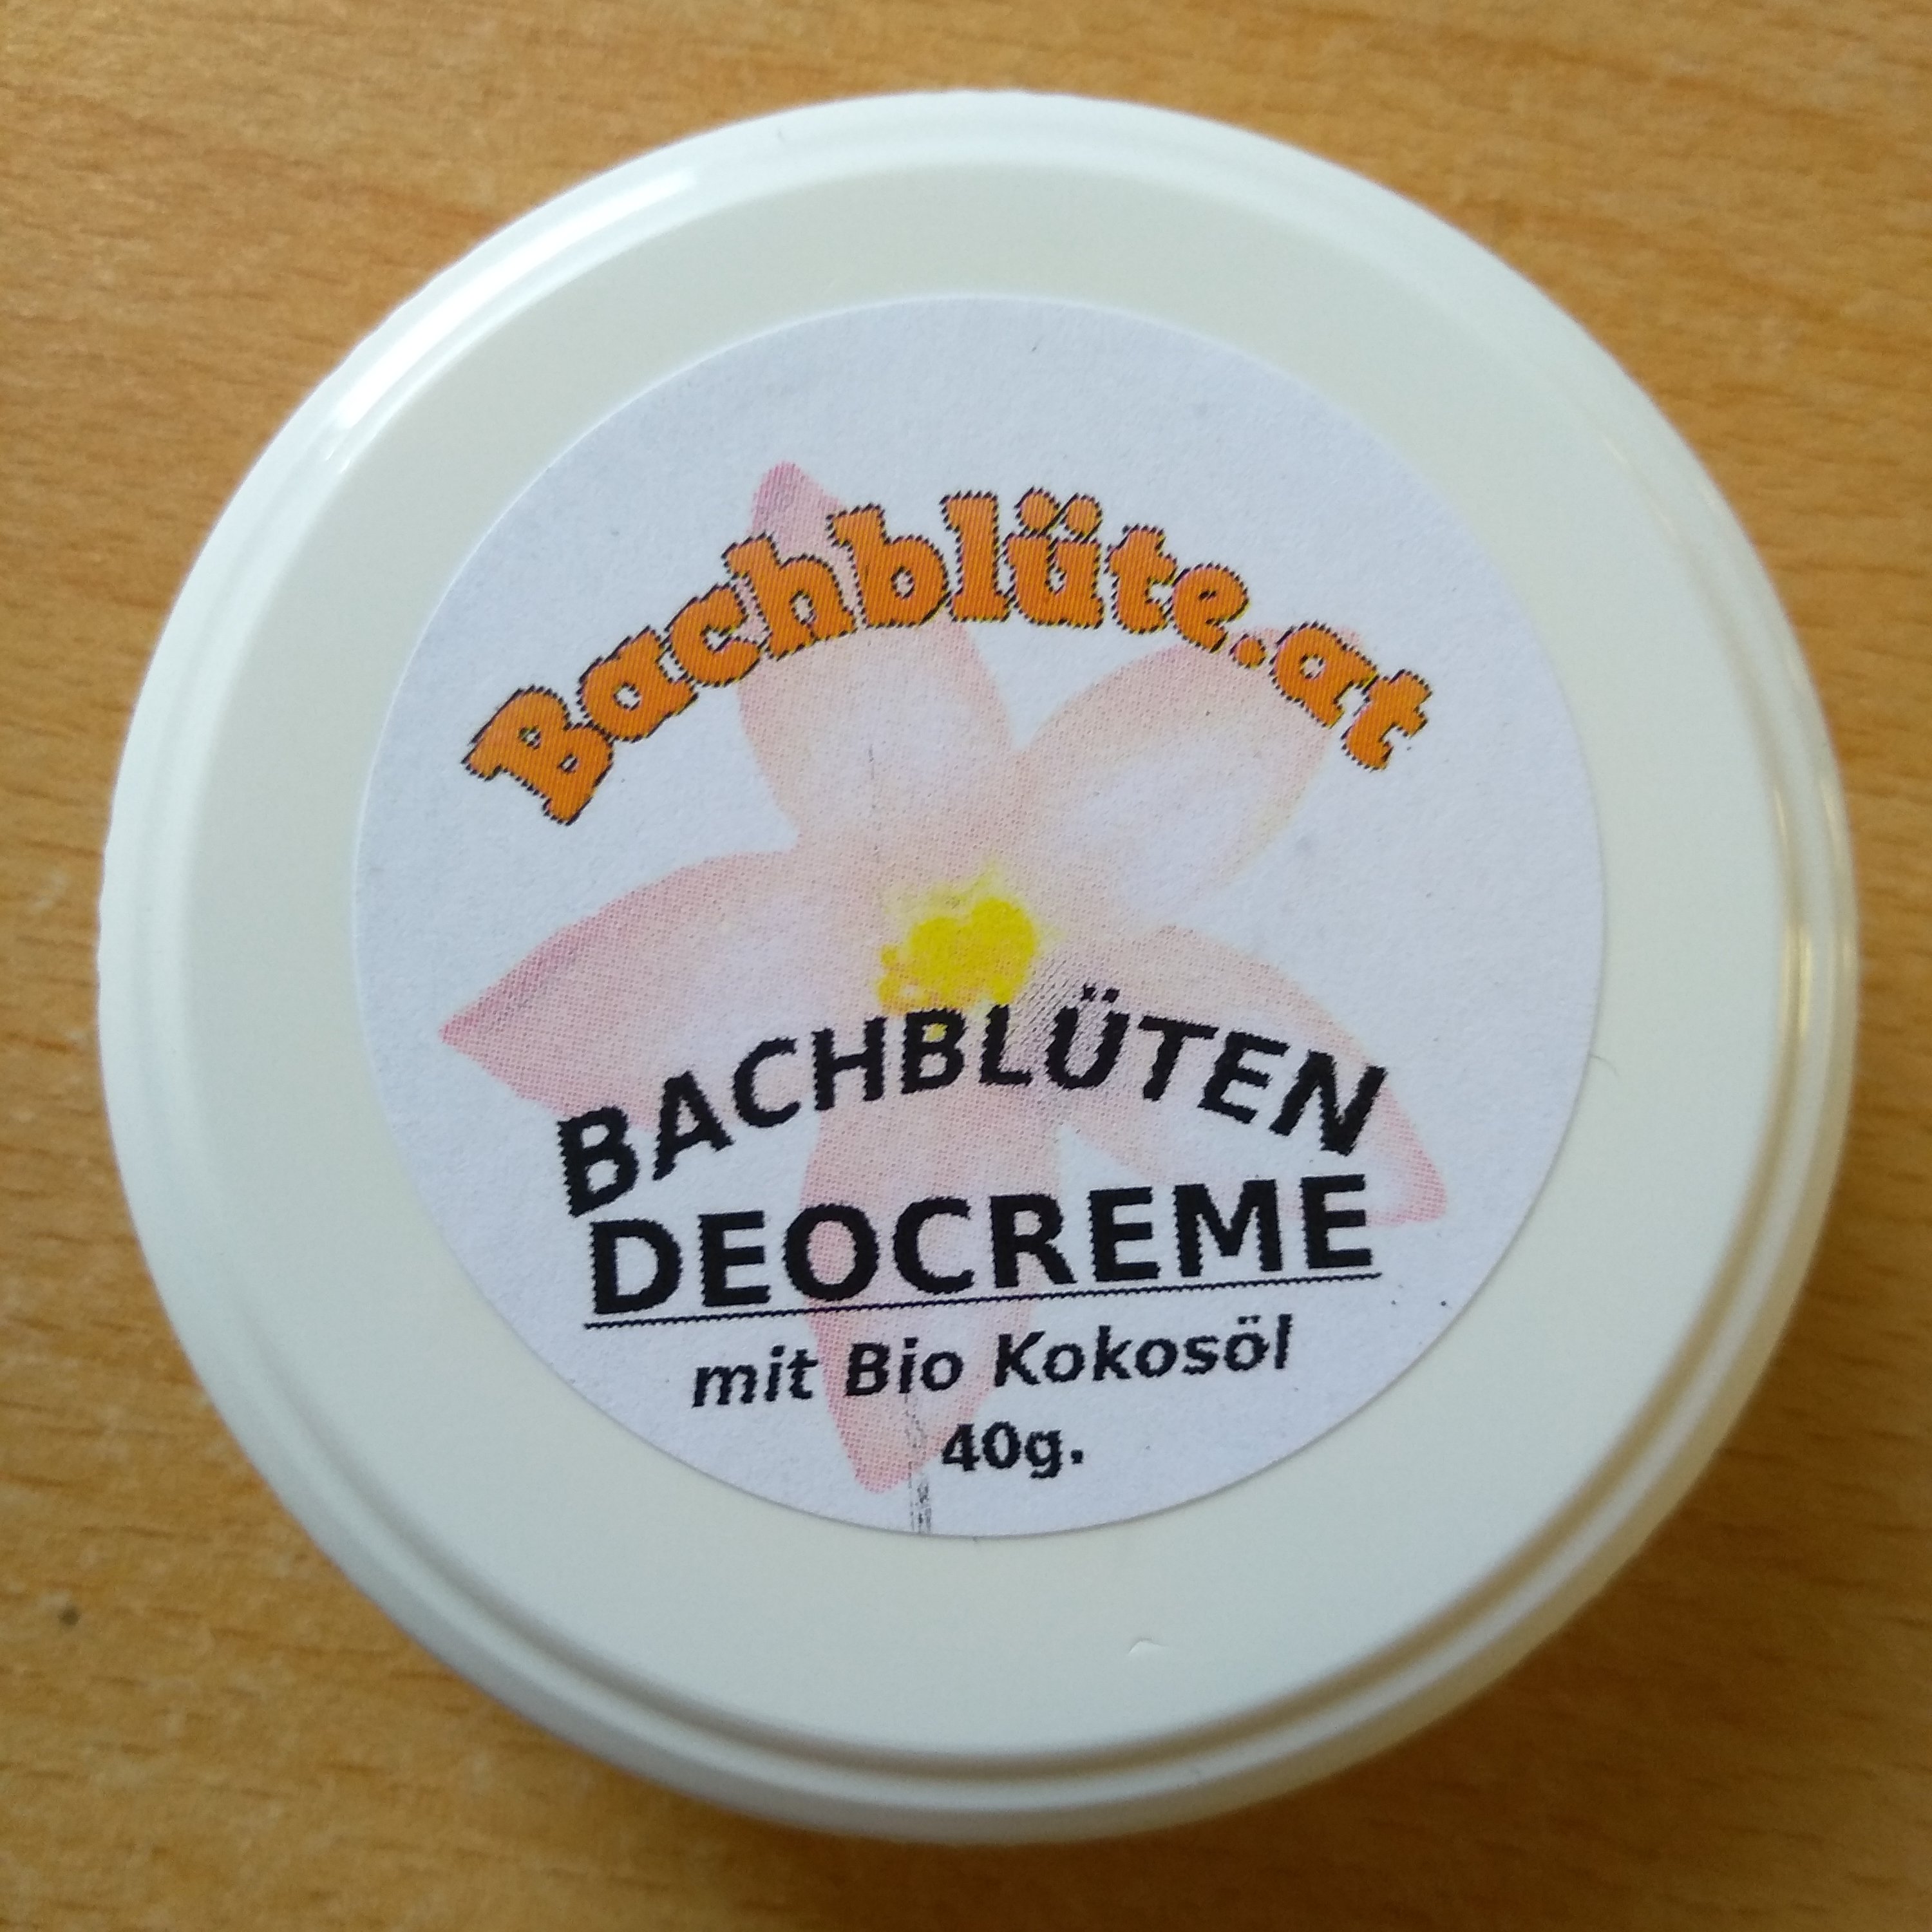 Bachblüte.at
BACHBLÜTEN
DEOCREME
mit Bio Kokosöl
40g.